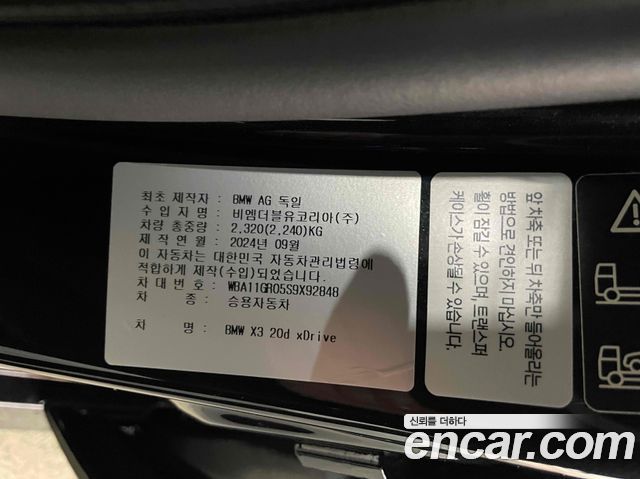 최초 제작자 : BMW AG 독일
수 입 자 명 : 비엠더블유코리아(주)
차량 총중량 : 2.320(2.240)KG
제 작 연 월 : 2024년 09월
이 자동차는 대한민국 자동차관리법령에
적합하게 제작(수입)되었습니다.
차 대 번 호 : WBA11GR05S9X92848
차 종 : 승용자동차
차 명 : BMW X3 20d xDrive
앞 차축 또는 뒤 차축만 들어올리는
방법으로 견인하지 마십시오.
휠이 잠길 수 있으며, 트랜스퍼
케이스가 손상될 수 있습니다.
신뢰를 더하다
encar.com